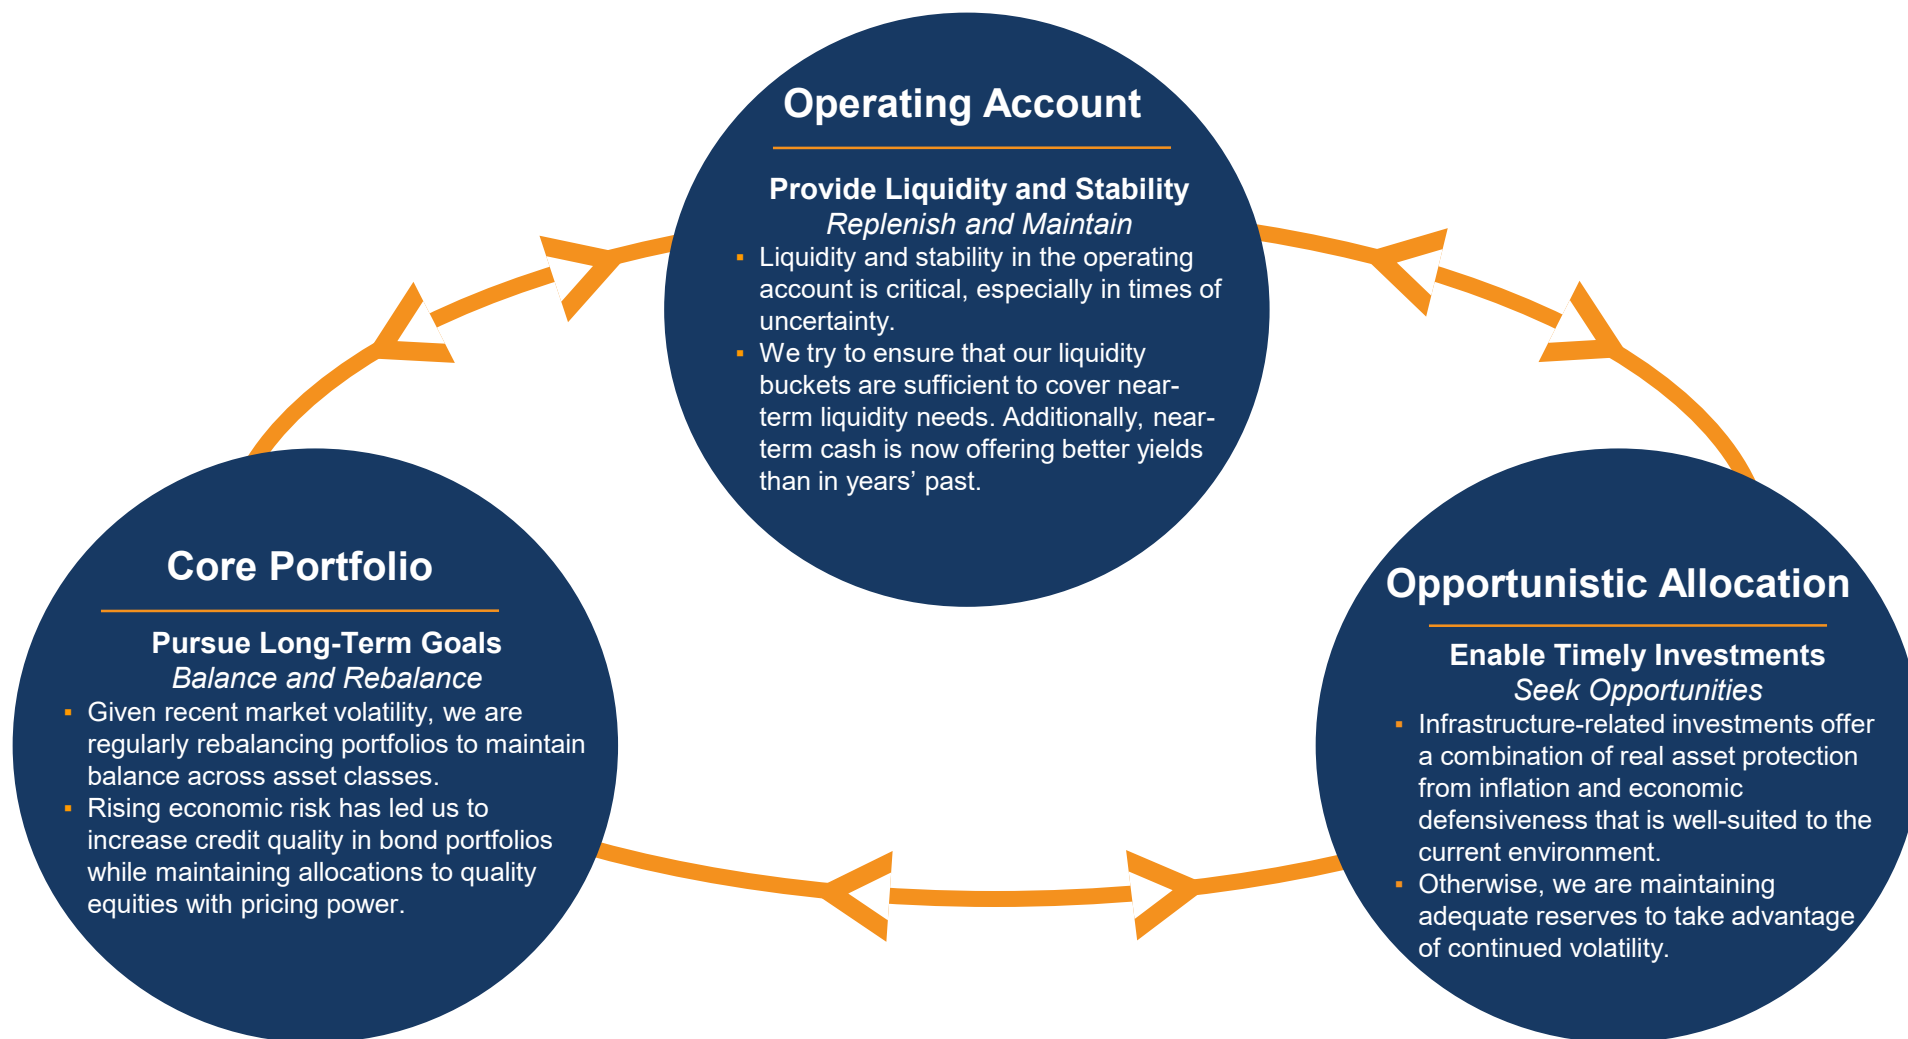 Operating Account
Provide Liquidity and Stability
Replenish and Maintain
▪ Liquidity and stability in the operating
account is critical, especially in times of
uncertainty.
▪ We try to ensure that our liquidity
buckets are sufficient to cover near-
term liquidity needs. Additionally, near-
term cash is now offering better yields
than in years’ past.
Core Portfolio
Pursue Long-Term Goals
Balance and Rebalance
▪ Given recent market volatility, we are
regularly rebalancing portfolios to maintain
balance across asset classes.
▪ Rising economic risk has led us to
increase credit quality in bond portfolios
while maintaining allocations to quality
equities with pricing power.
Opportunistic Allocation
Enable Timely Investments
Seek Opportunities
▪ Infrastructure-related investments offer
a combination of real asset protection
from inflation and economic
defensiveness that is well-suited to the
current environment.
▪ Otherwise, we are maintaining
adequate reserves to take advantage
of continued volatility.